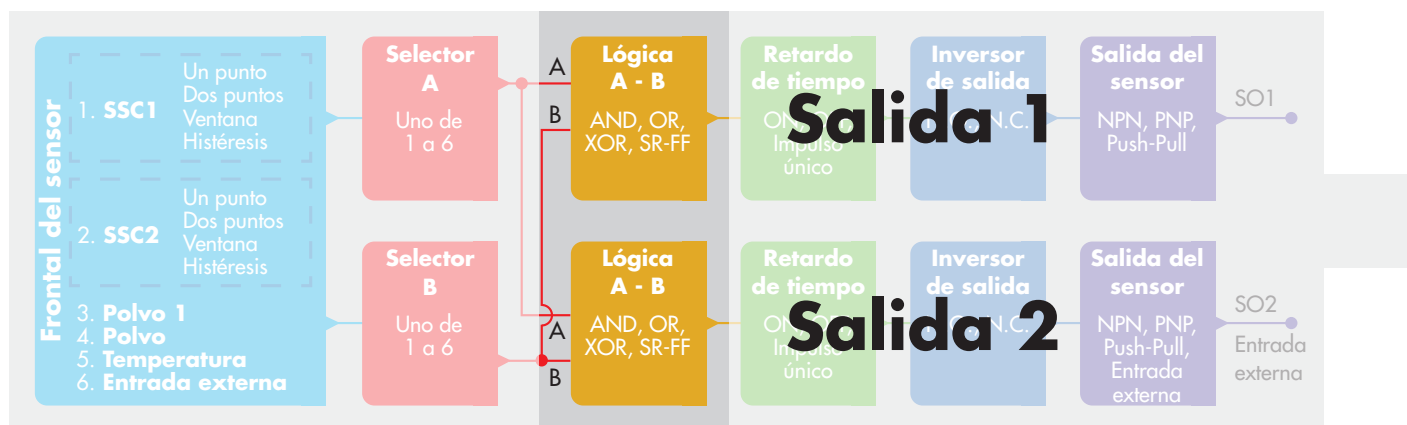 Frontal del sensor
1. SSC1
Un punto
Dos puntos
Ventana
Histéresis
2. SSC2
Un punto
Dos puntos
Ventana
Histéresis
3. Polvo 1
4. Polvo
5. Temperatura
6. Entrada externa
Selector
A
Uno de
1 a 6
Selector
B
Uno de
1 a 6
A
B
Lógica
A - B
AND, OR,
XOR, SR-FF
A
B
Lógica
A - B
AND, OR,
XOR, SR-FF
Retardo
de tiempo
Impulso
único
Inversor
de salida
N.C.
Salida del
sensor
NPN, PNP,
Push-Pull
SO1
Salida 1
Retardo
de tiempo
Impulso
único
Inversor
de salida
N.C.
Salida del
sensor
NPN, PNP,
Push-Pull,
Entrada
externa
SO2
Entrada
externa
Salida 2